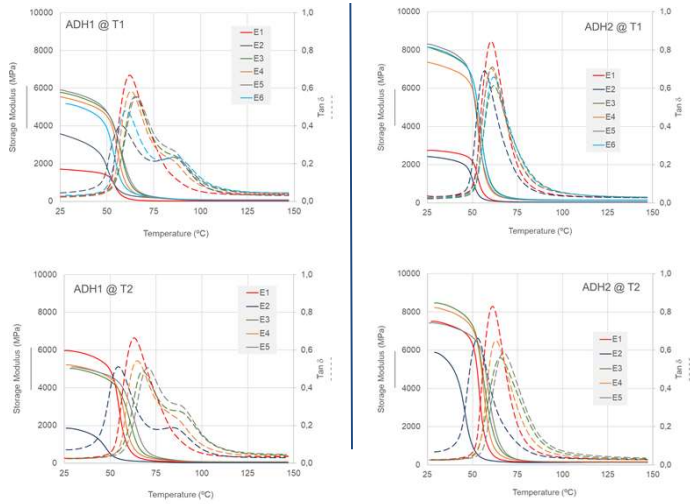 ADH1 @ T1
Storage Modulus (MPa)
10000
8000
6000
4000
2000
0
25
50
75
100
125
150
Temperature (ºC)
1,0
0,8
0,6
0,4
0,2
0,0
Tan δ
E1
E2
E3
E4
E5
E6
ADH2 @ T1
Storage Modulus (MPa)
10000
8000
6000
4000
2000
0
25
50
75
100
125
150
Temperature (ºC)
1,0
0,8
0,6
0,4
0,2
0,0
Tan δ
E1
E2
E3
E4
E5
E6
ADH1 @ T2
Storage Modulus (MPa)
10000
8000
6000
4000
2000
0
25
50
75
100
125
150
Temperature (ºC)
1,0
0,8
0,6
0,4
0,2
0,0
Tan δ
E1
E2
E3
E4
E5
ADH2 @ T2
Storage Modulus (MPa)
10000
8000
6000
4000
2000
0
25
50
75
100
125
150
Temperature (ºC)
1,0
0,8
0,6
0,4
0,2
0,0
Tan δ
E1
E2
E3
E4
E5